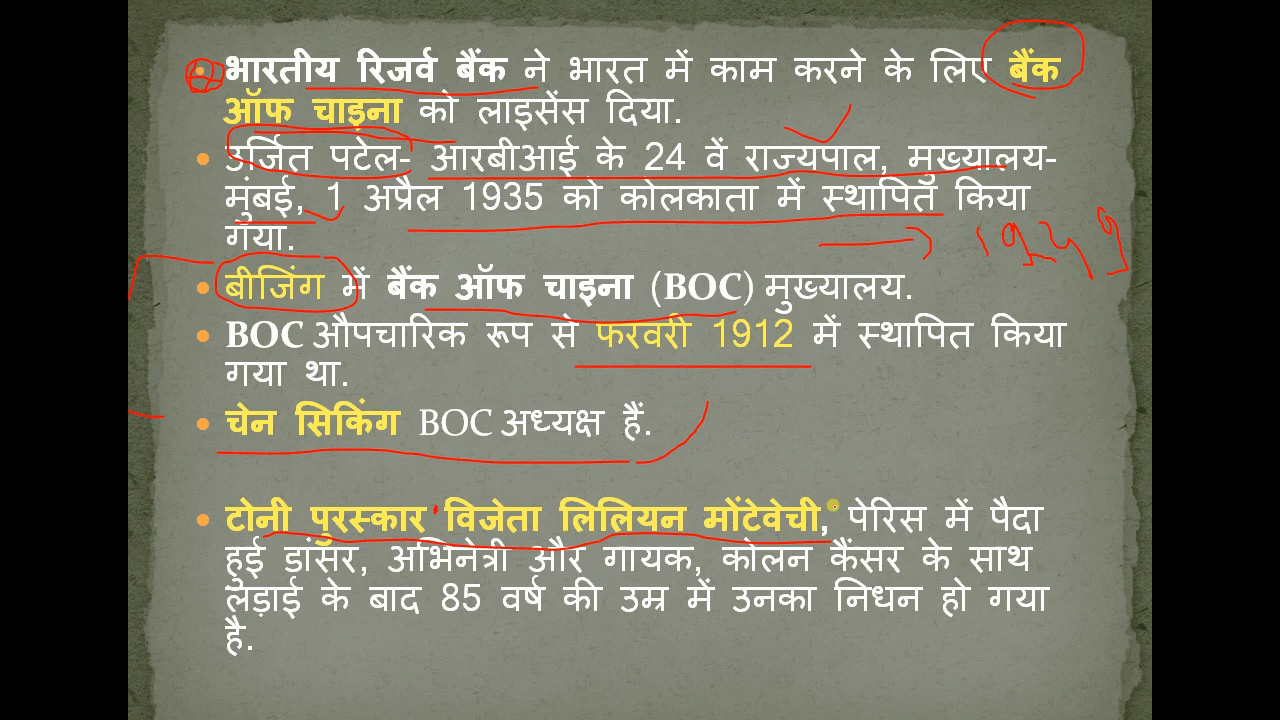 भारतीय रिजर्व बैंक ने भारत में काम करने के लिए बैंक
ऑफ चाइना को लाइसेंस दिया.
उर्जित पटेल- आरबीआई के 24 वें राज्यपाल, मुख्यालय-
मुंबई, 1 अप्रैल 1935 को कोलकाता में स्थापित किया
गया.
1949
बीजिंग में बैंक ऑफ चाइना (BOC) मुख्यालय.
BOC औपचारिक रूप से फरवरी 1912 में स्थापित किया
गया था.
चेन सिकिंग BOC अध्यक्ष हैं.
टोनी पुरस्कार विजेता लिलियन मोंटेवेची, पेरिस में पैदा
हुई डांसर, अभिनेत्री और गायक, कोलन कैंसर के साथ
लड़ाई के बाद 85 वर्ष की उम्र में उनका निधन हो गया
है.